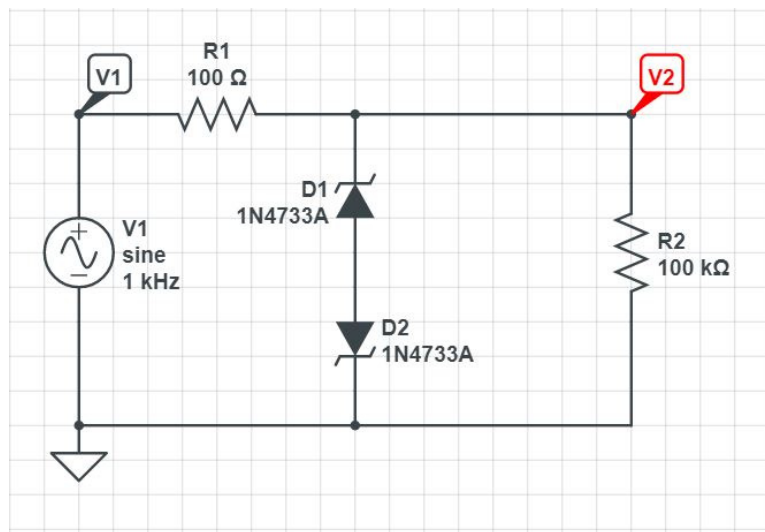 V1
R1
100 Ω
V2
D1
1N4733A
V1
sine
1 kHz
R2
100 kΩ
D2
1N4733A